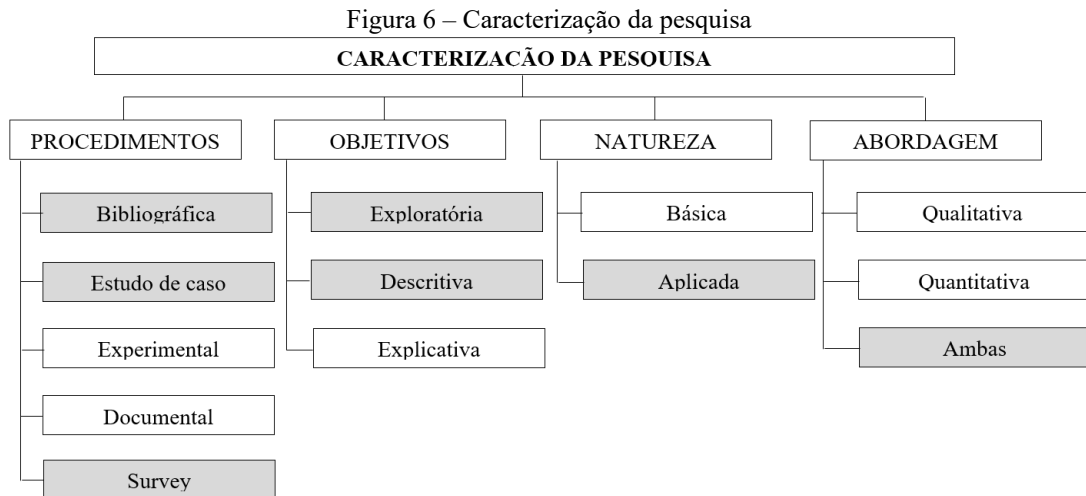 Figura 6 – Caracterização da pesquisa
CARACTERIZACÃO DA PESQUISA
PROCEDIMENTOS
OBJETIVOS
NATUREZA
ABORDAGEM
Bibliográfica
Exploratória
Básica
Qualitativa
Estudo de caso
Descritiva
Aplicada
Quantitativa
Experimental
Explicativa
Ambas
Documental
Survey